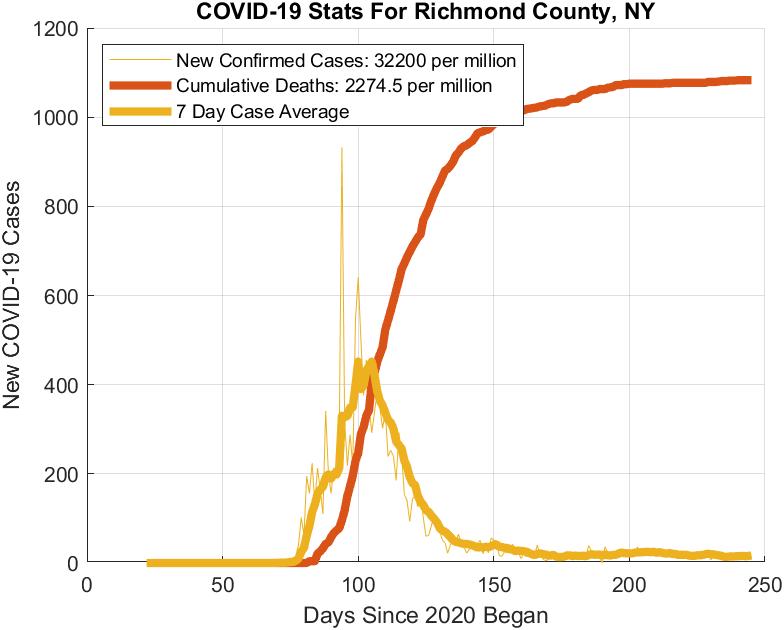 COVID-19 Stats For Richmond County, NY
1200
New Confirmed Cases: 32200 per million
Cumulative Deaths: 2274.5 per million
7 Day Case Average
1000
800
600
400
200
0
New COVID-19 Cases
0 50 100 150 200 250
Days Since 2020 Began